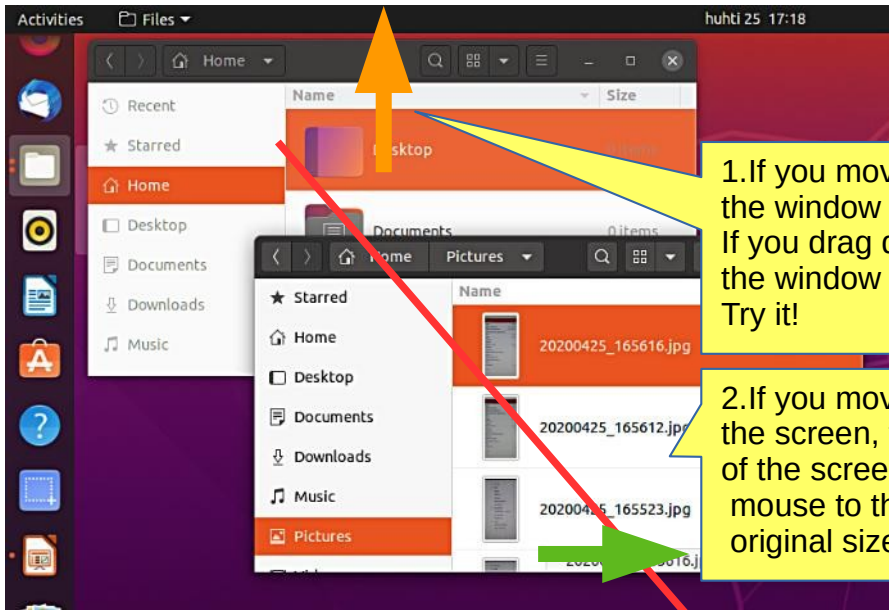 Activities Files huhti 25 17:18
Home
Name Size
Recent
Starred Desktop
Home
Desktop Documents 0 items
Documents
Downloads
Music
Home Pictures
Name
Starred
Home 20200425_165616.jpg
Desktop
Documents 20200425_165612.jpg
Downloads
Music 20200425_165523.jpg
Pictures
1.If you mov
the window
If you drag
the window
Try it!
2.If you mov
the screen,
of the scree
mouse to th
original size